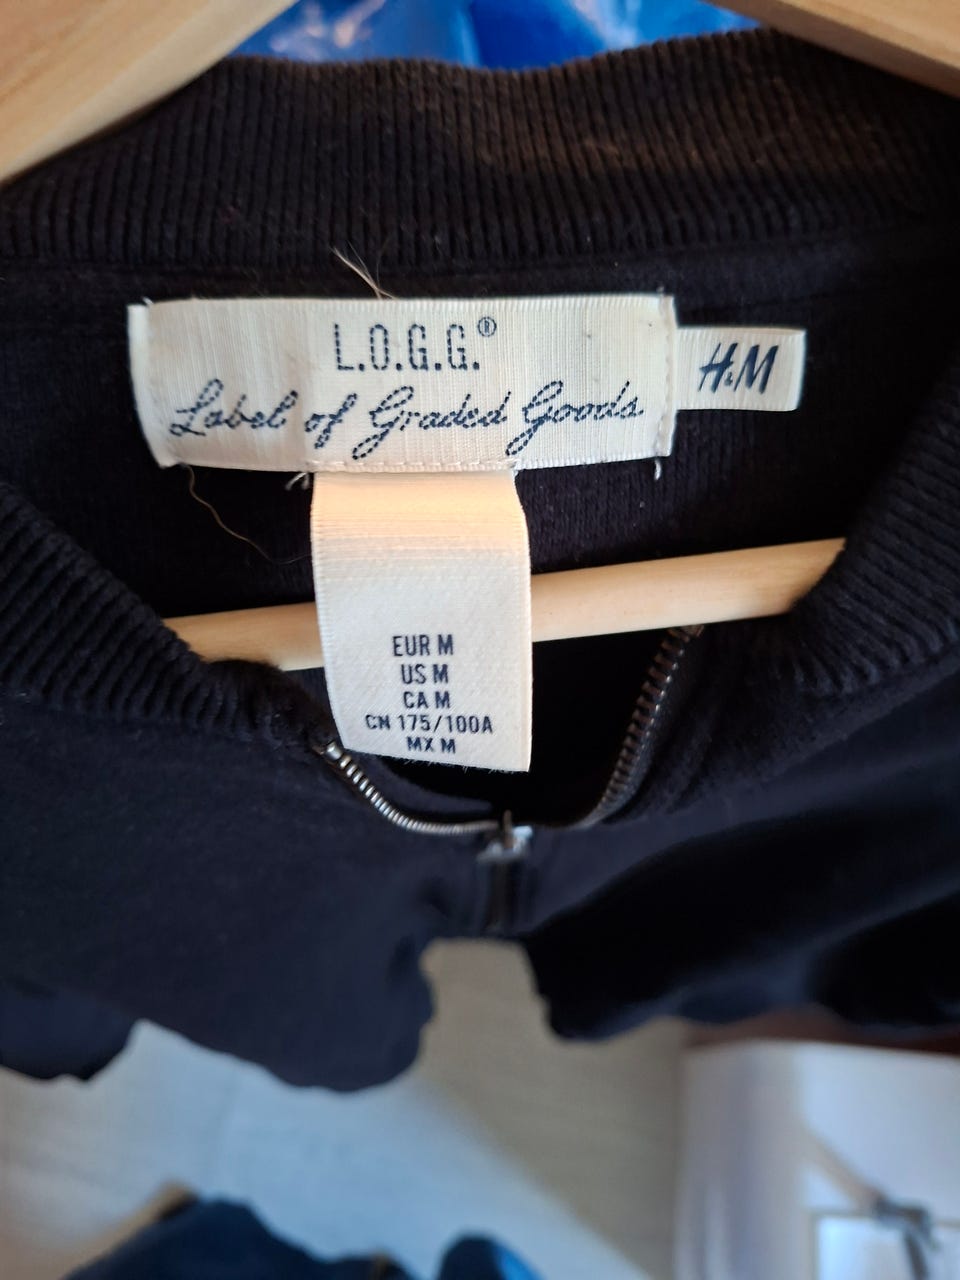 L.O.G.G.®
Label of Graded Goods
H&M
EUR M
US M
CA M
CN 175/100A
MX M